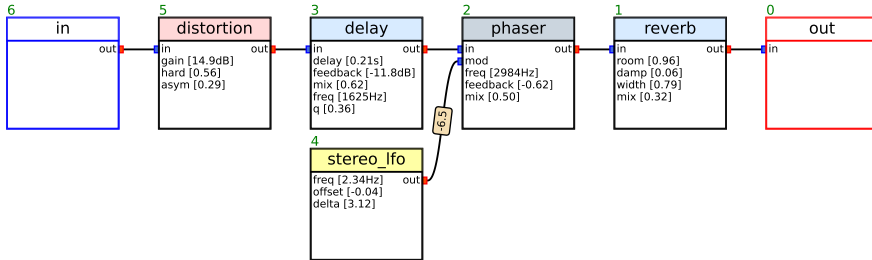 6
in
out
5
distortion
in out
gain [14.9dB]
hard [0.56]
asym [0.29]
3
delay
in out
delay [0.21s]
feedback [-11.8dB]
mix [0.62]
freq [1625Hz]
q [0.36]
2
phaser
in out
mod
freq [2984Hz]
feedback [-0.62]
mix [0.50]
1
reverb
in out
room [0.96]
damp [0.06]
width [0.79]
mix [0.32]
0
out
in
-6.5
4
stereo_lfo
freq [2.34Hz] out
offset [-0.04]
delta [3.12]